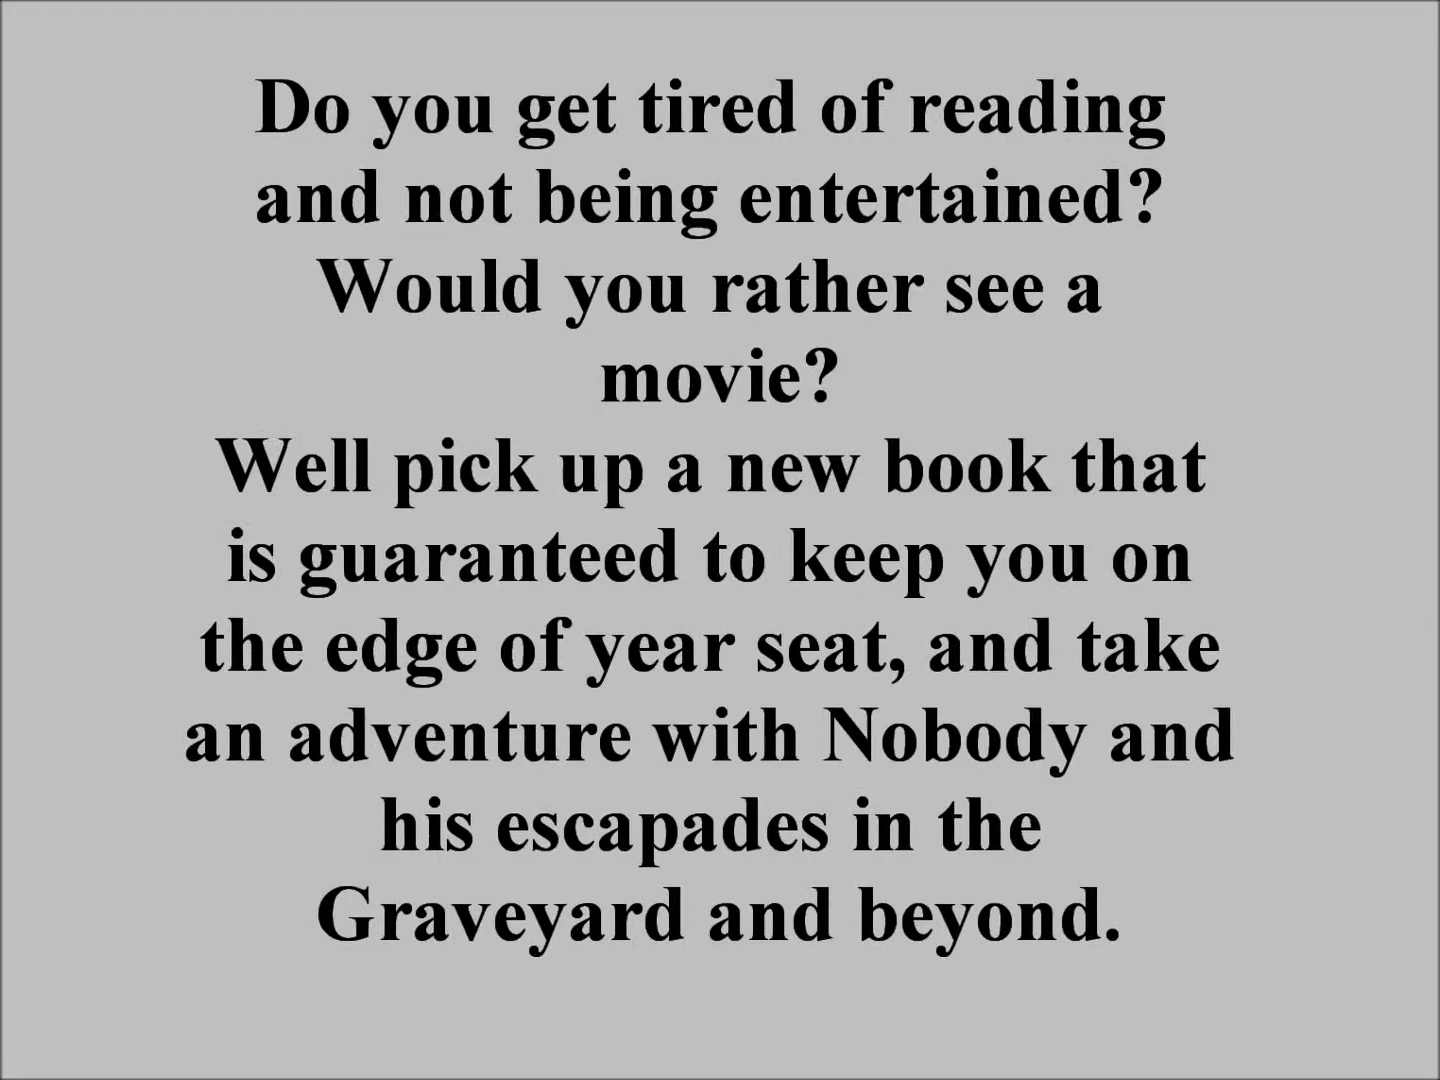 Do you get tired of reading
and not being entertained?
Would you rather see a
movie?
Well pick up a new book that
is guaranteed to keep you on
the edge of year seat, and take
an adventure with Nobody and
his escapades in the
Graveyard and beyond.